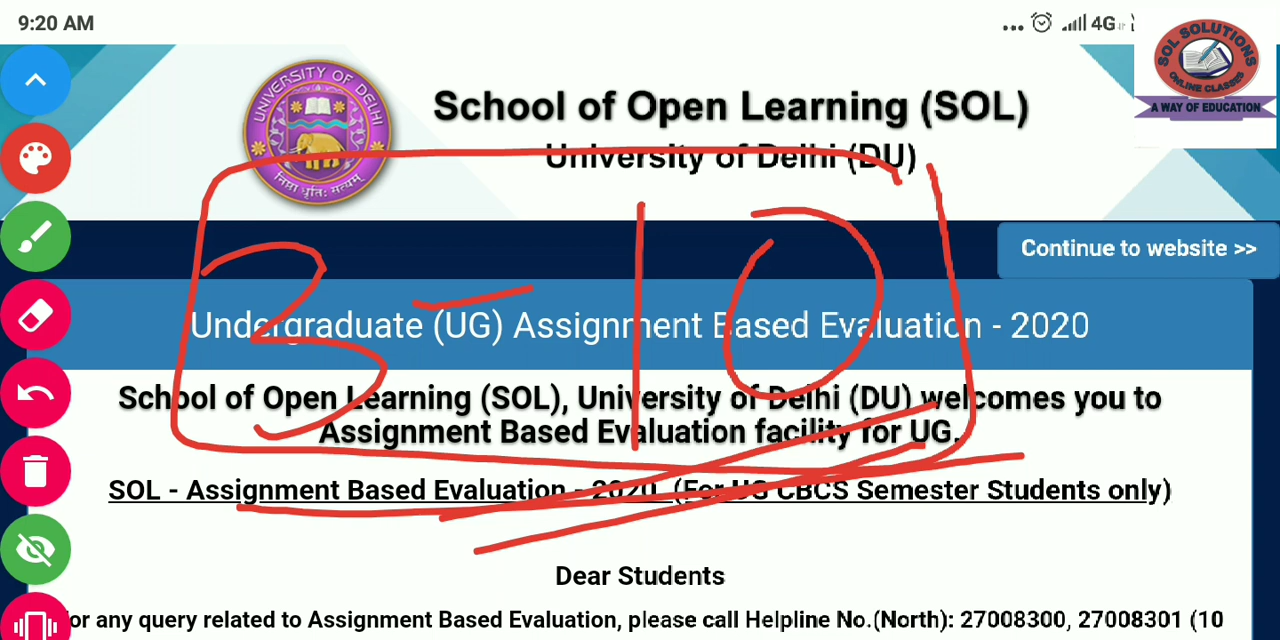 9:20 AM
4G
SOL SOLUTIONS
ONLINE CLASSES
A WAY OF EDUCATION
UNIVERSITY OF DELHI
निष्ठा धृति: सत्यम्
School of Open Learning (SOL)
University of Delhi (DU)
Continue to website >>
3 - 10
Undergraduate (UG) Assignment Based Evaluation - 2020
School of Open Learning (SOL), University of Delhi (DU) welcomes you to
Assignment Based Evaluation facility for UG.
SOL - Assignment Based Evaluation - 2020 (For UG CBCS Semester Students only)
Dear Students
or any query related to Assignment Based Evaluation, please call Helpline No.(North): 27008300, 27008301 (10